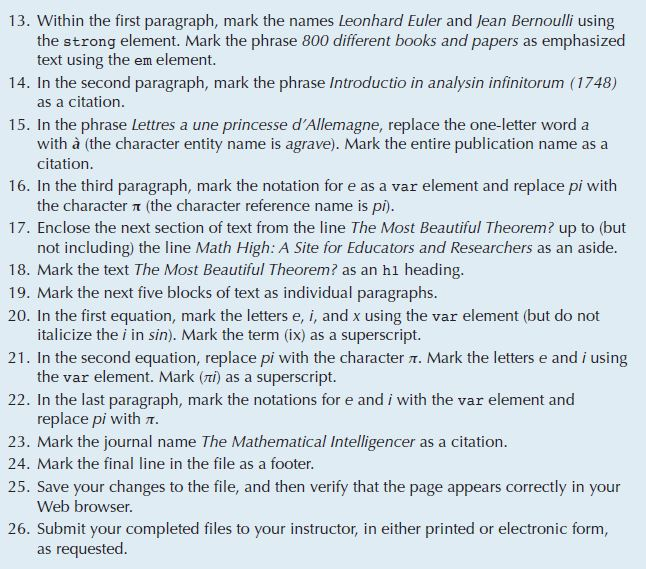 13. Within the first paragraph, mark the names Leonhard Euler and Jean Bernoulli using
the strong element. Mark the phrase 800 different books and papers as emphasized
text using the em element.
14. In the second paragraph, mark the phrase Introductio in analysin infinitorum (1748)
as a citation.
15. In the phrase Lettres a une princesse d’Allemagne, replace the one-letter word a
with à (the character entity name is agrave). Mark the entire publication name as a
citation.
16. In the third paragraph, mark the notation for e as a var element and replace pi with
the character π (the character reference name is pi).
17. Enclose the next section of text from the line The Most Beautiful Theorem? up to (but
not including) the line Math High: A Site for Educators and Researchers as an aside.
18. Mark the text The Most Beautiful Theorem? as an h1 heading.
19. Mark the next five blocks of text as individual paragraphs.
20. In the first equation, mark the letters e, i, and x using the var element (but do not
italicize the i in sin). Mark the term (ix) as a superscript.
21. In the second equation, replace pi with the character π. Mark the letters e and i using
the var element. Mark (πi) as a superscript.
22. In the last paragraph, mark the notations for e and i with the var element and
replace pi with π.
23. Mark the journal name The Mathematical Intelligencer as a citation.
24. Mark the final line in the file as a footer.
25. Save your changes to the file, and then verify that the page appears correctly in your
Web browser.
26. Submit your completed files to your instructor, in either printed or electronic form,
as requested.